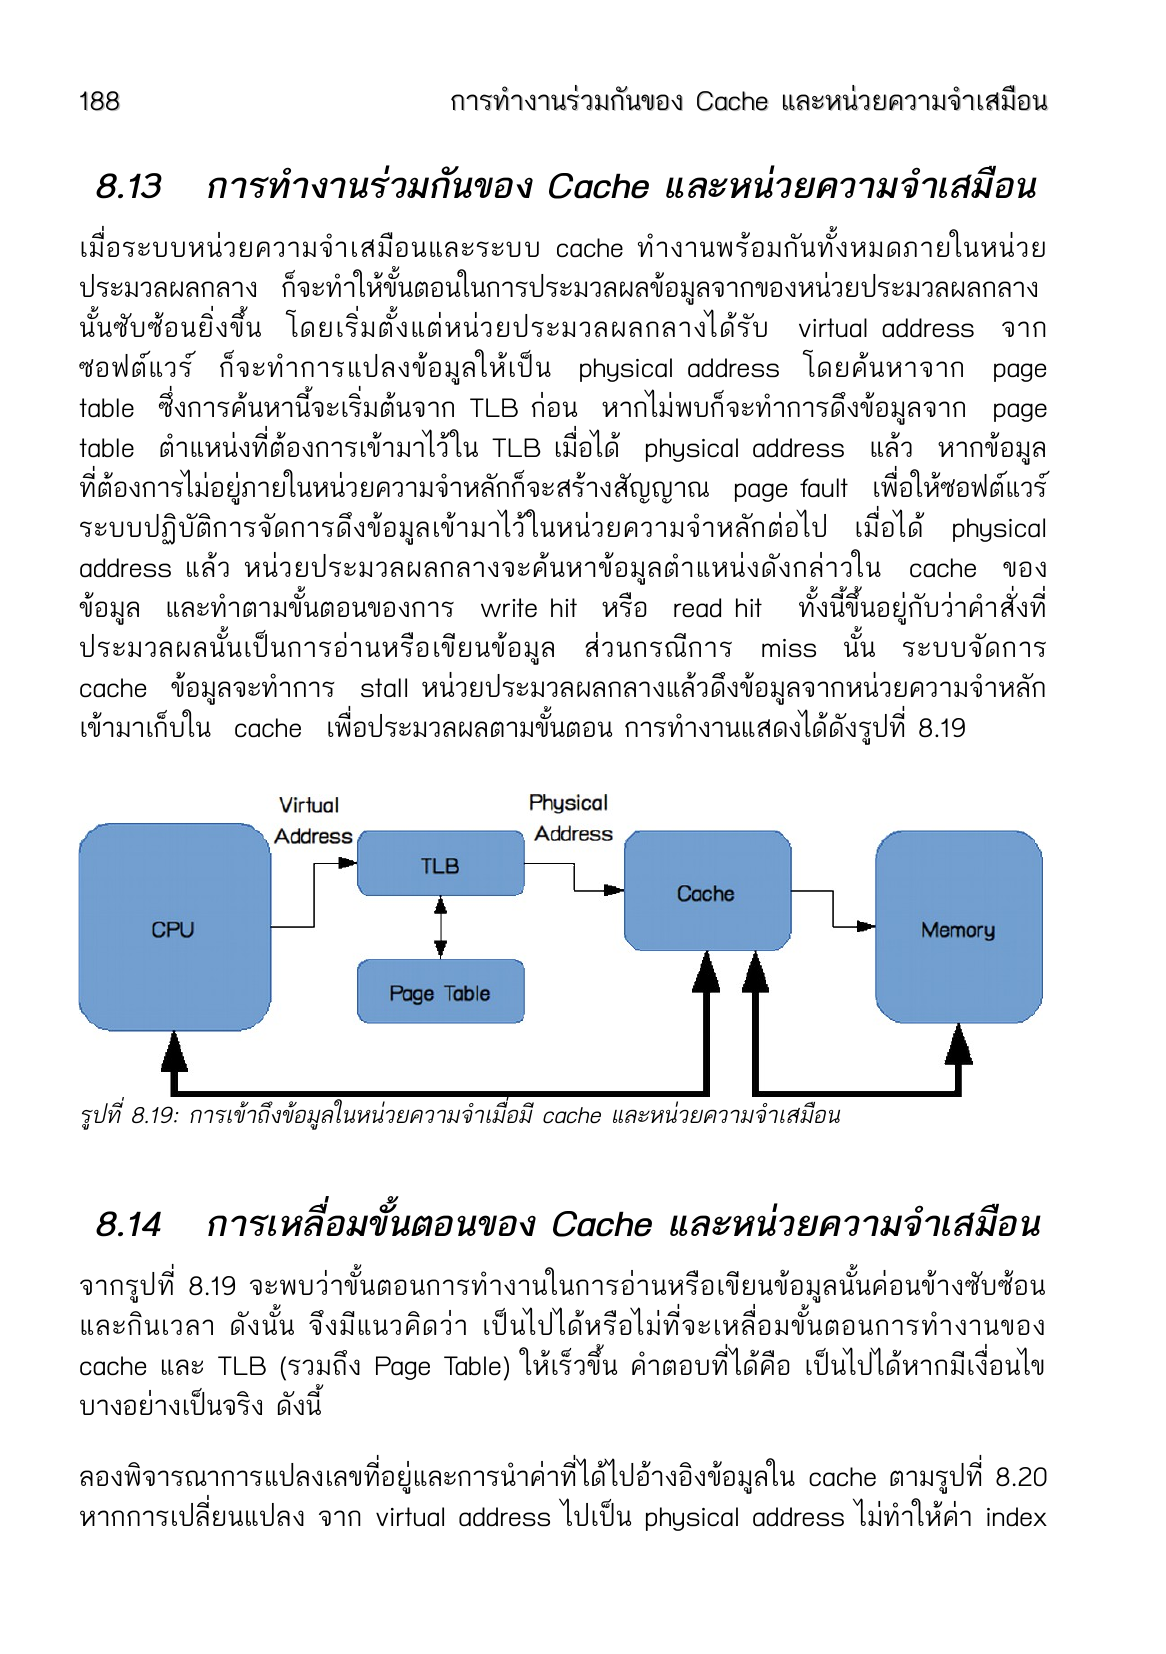 188 การทำงานร่วมกันของ Cache และหน่วยความจำเสมือน
8.13 การทำงานร่วมกันของ Cache และหน่วยความจำเสมือน
เมื่อระบบหน่วยความจำเสมือนและระบบ cache ทำงานพร้อมกันทั้งหมดภายในหน่วย
ประมวลผลกลาง ก็จะทำให้ขั้นตอนในการประมวลผลข้อมูลจากของหน่วยประมวลผลกลาง
นั้นซับซ้อนยิ่งขึ้น โดยเริ่มตั้งแต่หน่วยประมวลผลกลางได้รับ virtual address จาก
ซอฟต์แวร์ ก็จะทำการแปลงข้อมูลให้เป็น physical address โดยค้นหาจาก page
table ซึ่งการค้นหานี้จะเริ่มต้นจาก TLB ก่อน หากไม่พบก็จะทำการดึงข้อมูลจาก page
table ตำแหน่งที่ต้องการเข้ามาไว้ใน TLB เมื่อได้ physical address แล้ว หากข้อมูล
ที่ต้องการไม่อยู่ภายในหน่วยความจำหลักก็จะสร้างสัญญาณ page fault เพื่อให้ซอฟต์แวร์
ระบบปฏิบัติการจัดการดึงข้อมูลเข้ามาไว้ในหน่วยความจำหลักต่อไป เมื่อได้ physical
address แล้ว หน่วยประมวลผลกลางจะค้นหาข้อมูลตำแหน่งดังกล่าวใน cache ของ
ข้อมูล และทำตามขั้นตอนของการ write hit หรือ read hit ทั้งนี้ขึ้นอยู่กับว่าคำสั่งที่
ประมวลผลนั้นเป็นการอ่านหรือเขียนข้อมูล ส่วนกรณีการ miss นั้น ระบบจัดการ
cache ข้อมูลจะทำการ stall หน่วยประมวลผลกลางแล้วดึงข้อมูลจากหน่วยความจำหลัก
เข้ามาเก็บใน cache เพื่อประมวลผลตามขั้นตอน การทำงานแสดงได้ดังรูปที่ 8.19
Virtual
Address
Physical
Address
CPU
TLB
Page Table
Cache
Memory
รูปที่ 8.19: การเข้าถึงข้อมูลในหน่วยความจำเมื่อมี cache และหน่วยความจำเสมือน
8.14 การเหลื่อมขั้นตอนของ Cache และหน่วยความจำเสมือน
จากรูปที่ 8.19 จะพบว่าขั้นตอนการทำงานในการอ่านหรือเขียนข้อมูลนั้นค่อนข้างซับซ้อน
และกินเวลา ดังนั้น จึงมีแนวคิดว่า เป็นไปได้หรือไม่ที่จะเหลื่อมขั้นตอนการทำงานของ
cache และ TLB (รวมถึง Page Table) ให้เร็วขึ้น คำตอบที่ได้คือ เป็นไปได้หากมีเงื่อนไข
บางอย่างเป็นจริง ดังนี้
ลองพิจารณาการแปลงเลขที่อยู่และการนำค่าที่ได้ไปอ้างอิงข้อมูลใน cache ตามรูปที่ 8.20
หากการเปลี่ยนแปลง จาก virtual address ไปเป็น physical address ไม่ทำให้ค่า index